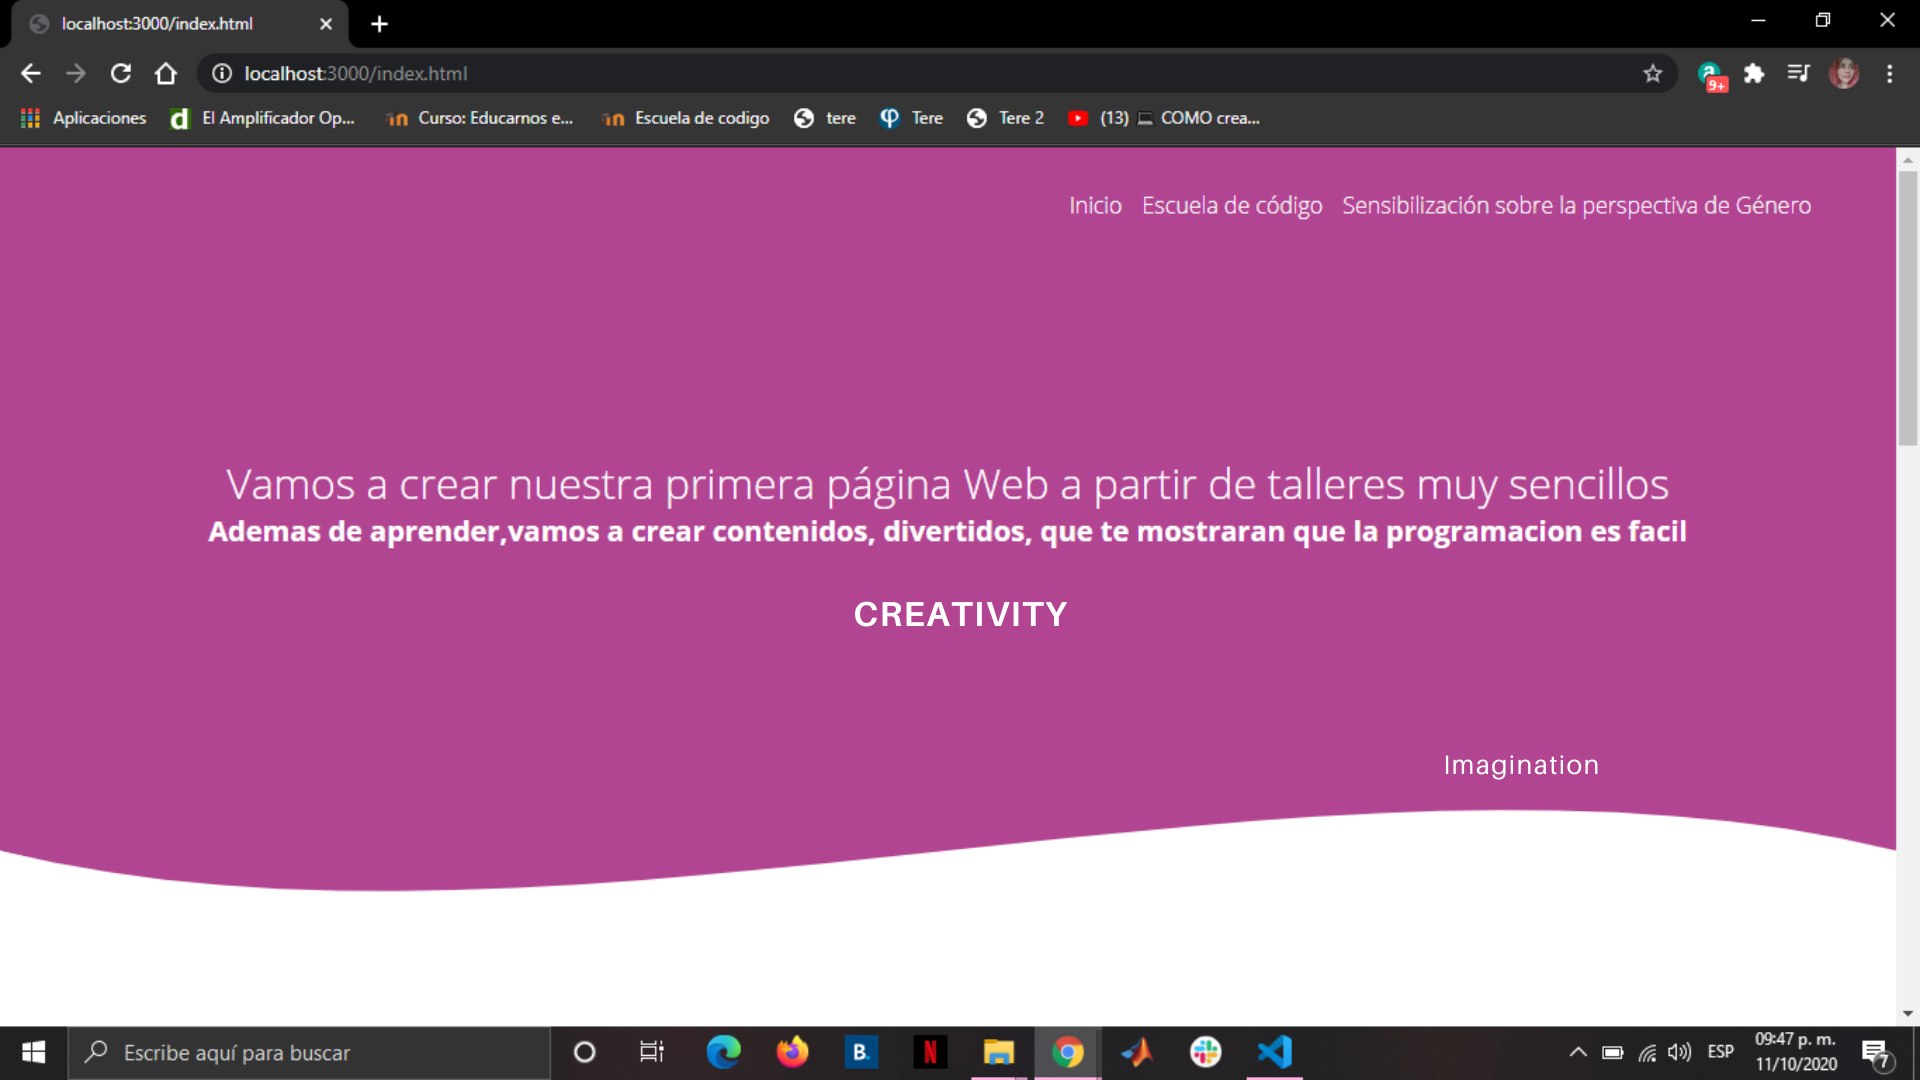 localhost:3000/index.html
localhost:3000/index.html
9+
Aplicaciones El Amplificador Op... Curso: Educarnos e... Escuela de codigo tere Tere Tere 2 (13) COMO crea...
Inicio Escuela de código Sensibilización sobre la perspectiva de Género
Vamos a crear nuestra primera página Web a partir de talleres muy sencillos
Ademas de aprender,vamos a crear contenidos, divertidos, que te mostraran que la programacion es facil
CREATIVITY
Imagination
Escribe aquí para buscar
B. N
ESP
09:47 p. m.
11/10/2020
7